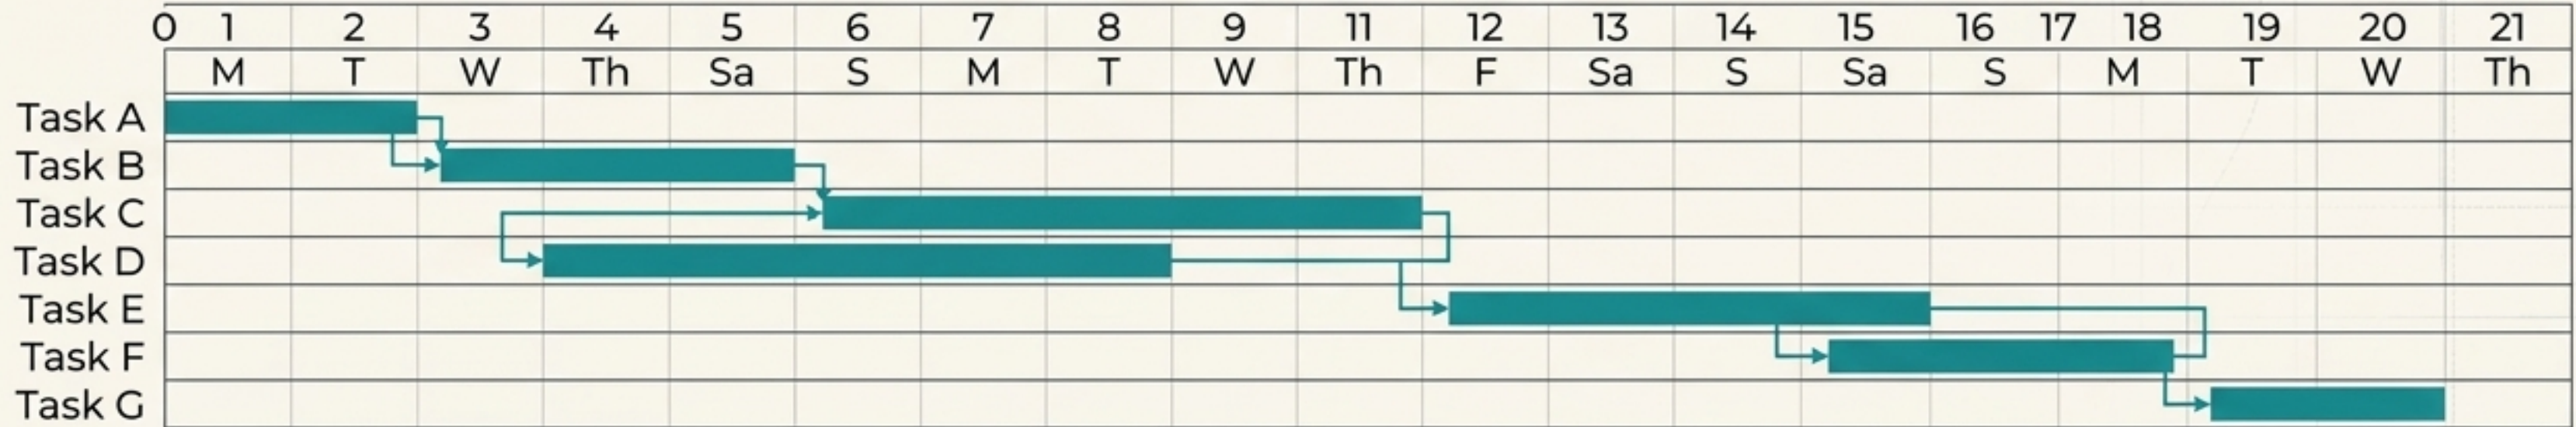 0 1 2 3 4 5 6 7 8 9 11 12 13 14 15 16 17 18 19 20 21
M T W Th Sa S M T W Th F Sa S Sa S M T W Th
Task A
Task B
Task C
Task D
Task E
Task F
Task G